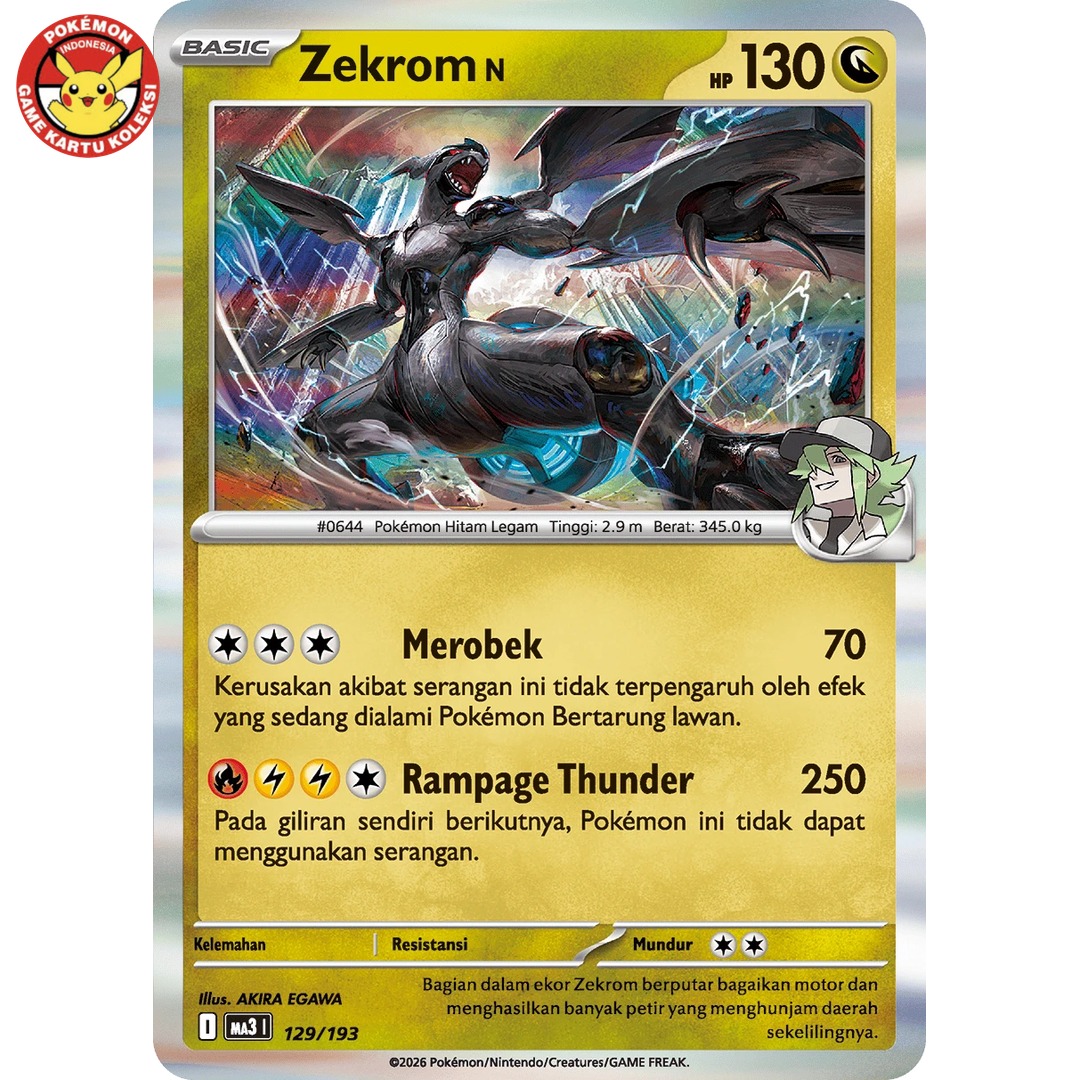 POKÉMON
INDONESIA
GAME KARTU KOLEKSI
BASIC
Zekrom N
HP 130
#0644 Pokémon Hitam Legam Tinggi: 2.9 m Berat: 345.0 kg
Merobek 70
Kerusakan akibat serangan ini tidak terpengaruh oleh efek
yang sedang dialami Pokémon Bertarung lawan.
Rampage Thunder 250
Pada giliran sendiri berikutnya, Pokémon ini tidak dapat
menggunakan serangan.
Kelemahan Resistansi Mundur
Bagian dalam ekor Zekrom berputar bagaikan motor dan
menghasilkan banyak petir yang menghunjam daerah
sekelilingnya.
Illus. AKIRA EGAWA
I MA3 I 129/193
©2026 Pokémon/Nintendo/Creatures/GAME FREAK.